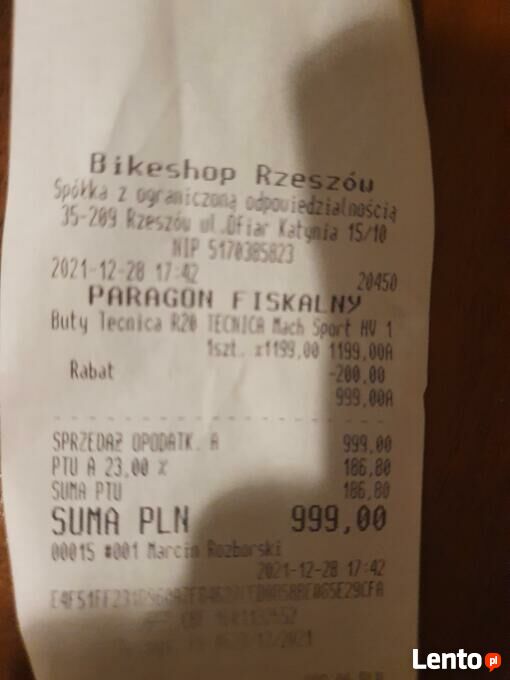 Bikeshop Rzeszów
Spółka z ograniczoną odpowiedzialnością
35-209 Rzeszów ul.Ofiar Katynia 15/10
NIP 5170385823
2021-12-28 17:42 20450
PARAGON FISKALNY
Buty Tecnica R20 TECNICA Mach Sport HV 1
1szt. x1199,00 1199,00A
Rabat -200,00
999,00A
SPRZEDAŻ OPODATK. A 999,00
PTU A 23,00 % 186,80
SUMA PTU 186,80
SUMA PLN 999,00
00015 #001 Marcin Rozborski
2021-12-28 17:42
12/2021
Lento.pl